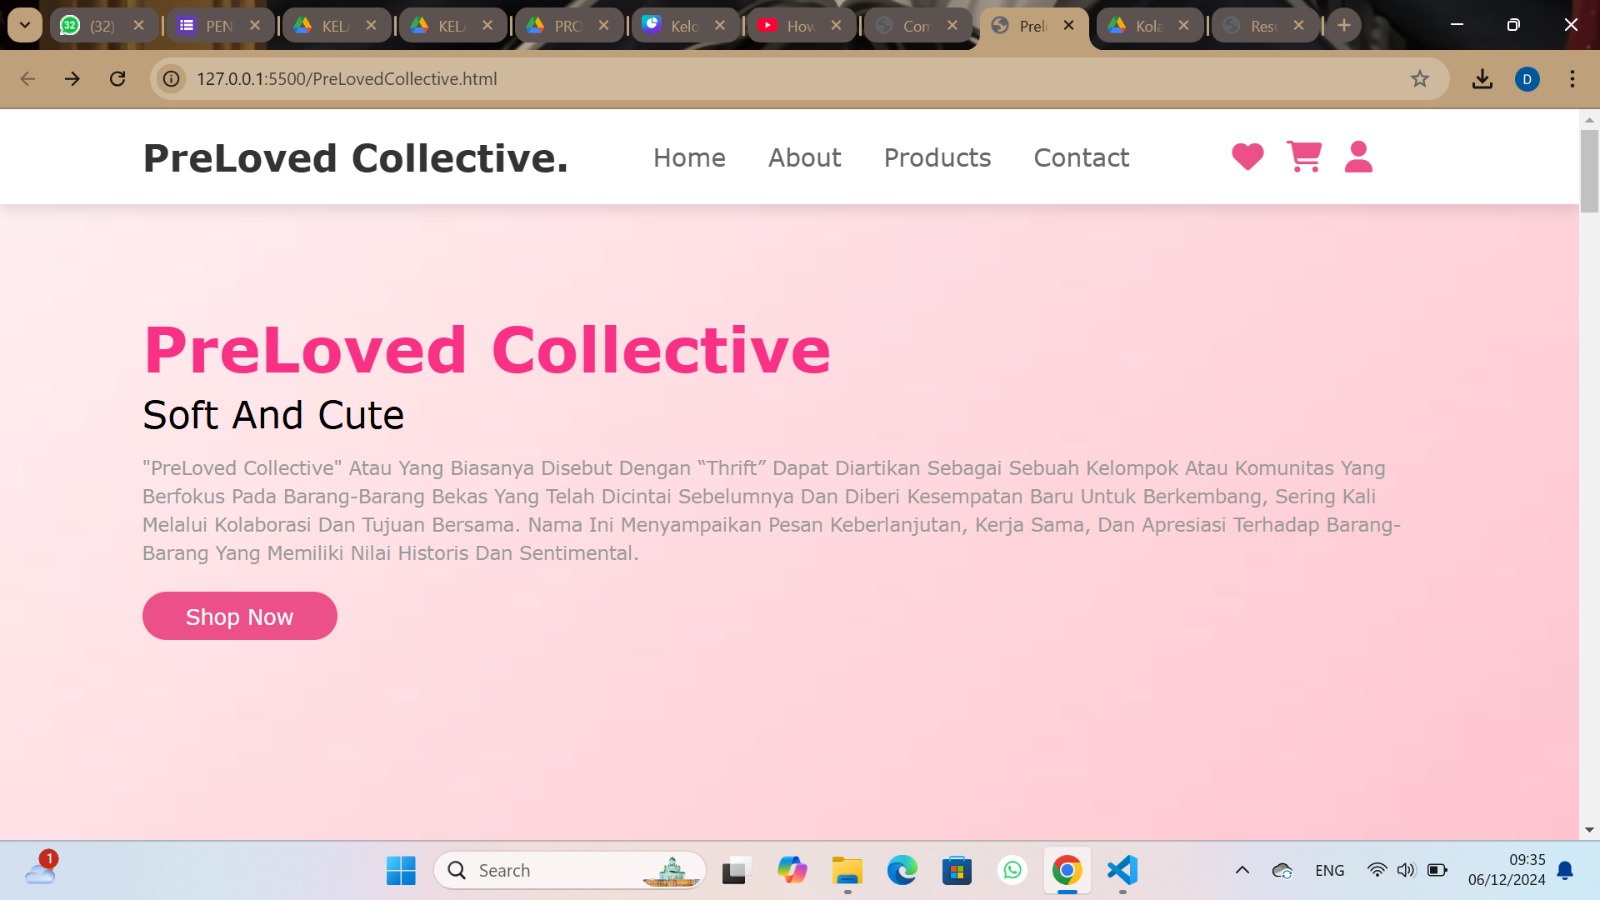 32 (32) PEN KEL KEL PRO Kelo How Con Prel Kola Resu
127.0.0.1:5500/PreLovedCollective.html D
PreLoved Collective. Home About Products Contact
PreLoved Collective
Soft And Cute
"PreLoved Collective" Atau Yang Biasanya Disebut Dengan “Thrift” Dapat Diartikan Sebagai Sebuah Kelompok Atau Komunitas Yang
Berfokus Pada Barang-Barang Bekas Yang Telah Dicintai Sebelumnya Dan Diberi Kesempatan Baru Untuk Berkembang, Sering Kali
Melalui Kolaborasi Dan Tujuan Bersama. Nama Ini Menyampaikan Pesan Keberlanjutan, Kerja Sama, Dan Apresiasi Terhadap Barang-
Barang Yang Memiliki Nilai Historis Dan Sentimental.
Shop Now
1 Search ENG 09:35
06/12/2024